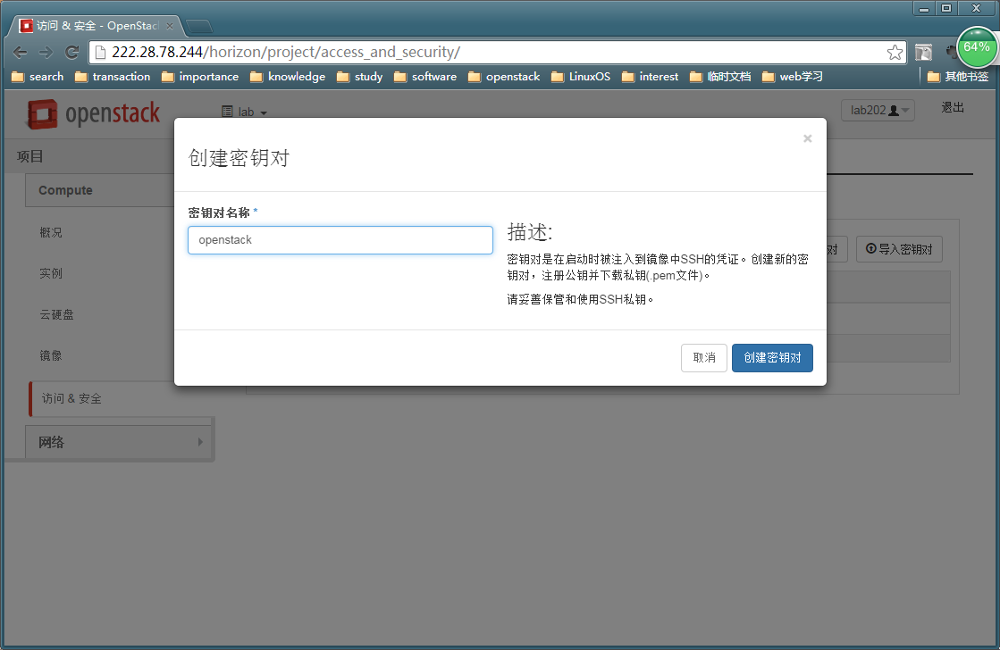 访问 & 安全 - OpenStac
222.28.78.244/horizon/project/access_and_security/
64%
search transaction importance knowledge study software openstack LinuxOS interest 临时文档 web学习 其他书签
openstack lab lab202 退出
项目
Compute
概况
实例
云硬盘
镜像
访问 & 安全
网络
创建密钥对
×
密钥对名称 *
openstack
描述:
密钥对是在启动时被注入到镜像中SSH的凭证。创建新的密
钥对，注册公钥并下载私钥(.pem文件)。
请妥善保管和使用SSH私钥。
取消 创建密钥对
对 导入密钥对